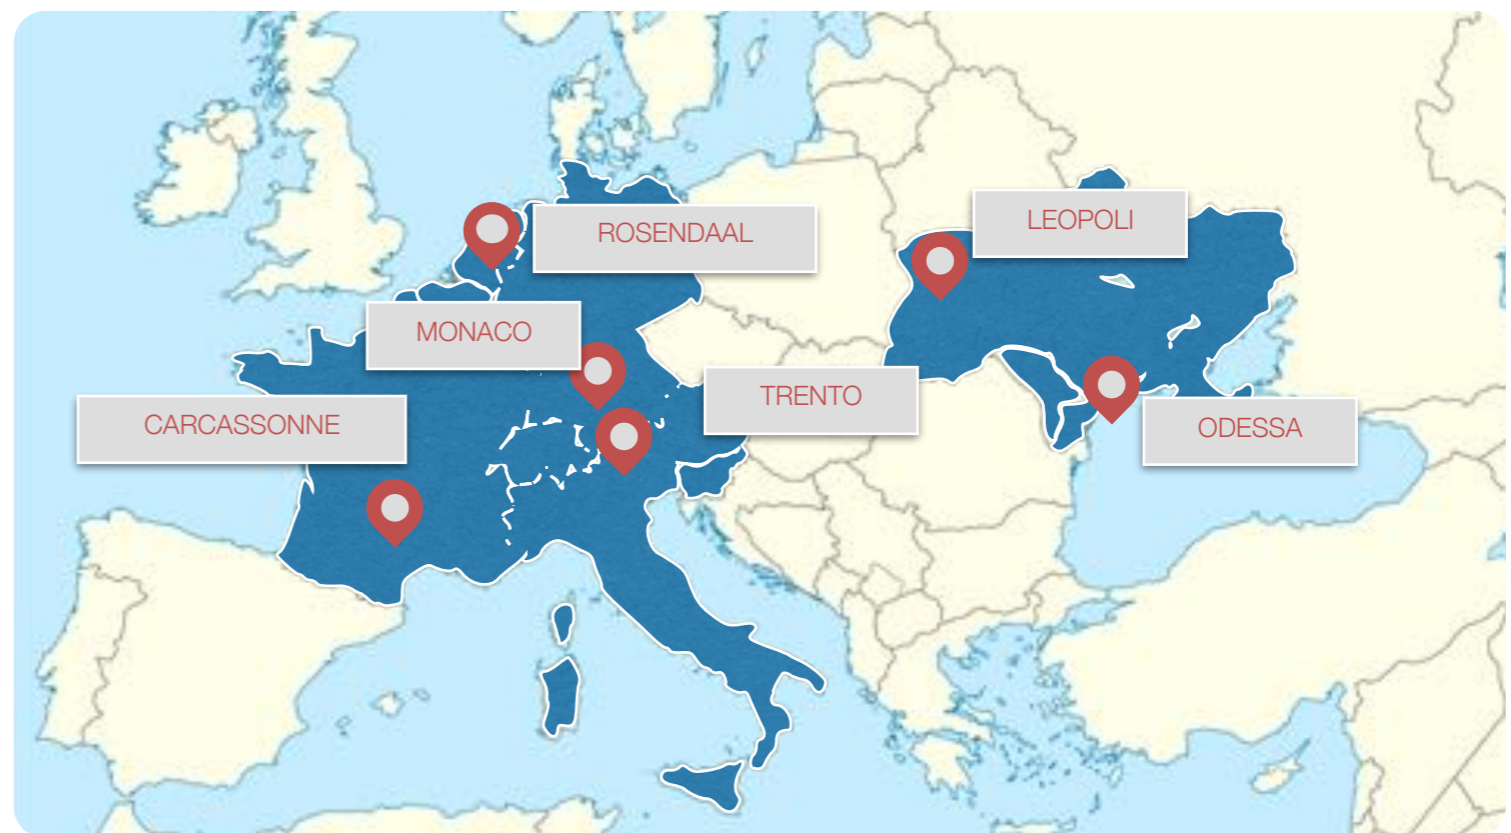 ROSENDAAL
LEOPOLI
MONACO
TRENTO
CARCASSONNE
ODESSA